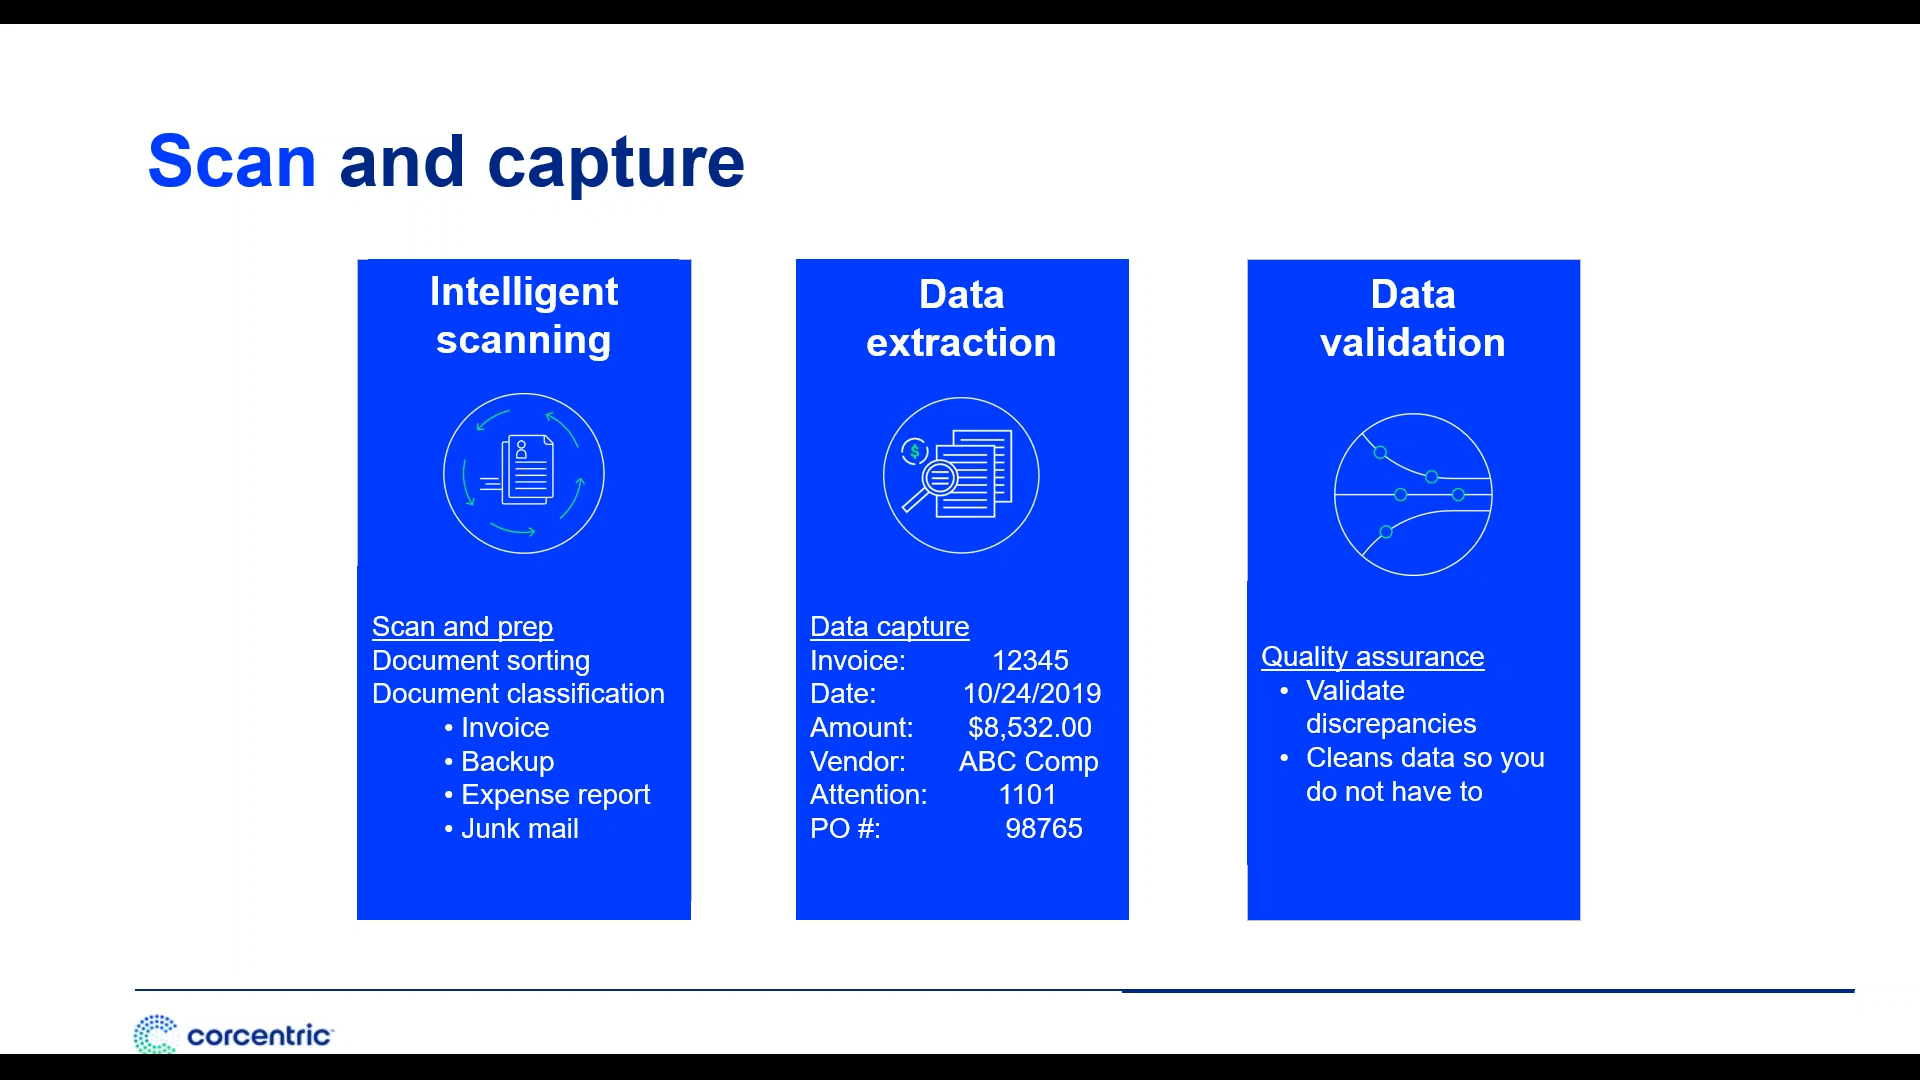 Scan and capture
Intelligent
scanning
Scan and prep
Document sorting
Document classification
• Invoice
• Backup
• Expense report
• Junk mail
Data
extraction
$
Data capture
Invoice: 12345
Date: 10/24/2019
Amount: $8,532.00
Vendor: ABC Comp
Attention: 1101
PO #: 98765
Data
validation
Quality assurance
• Validate
discrepancies
• Cleans data so you
do not have to
corcentric™